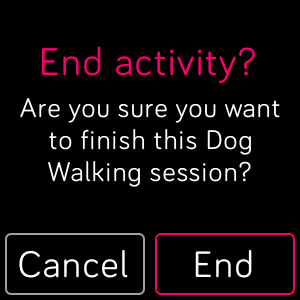 End activity?
Are you sure you want
to finish this Dog
Walking session?
Cancel
End